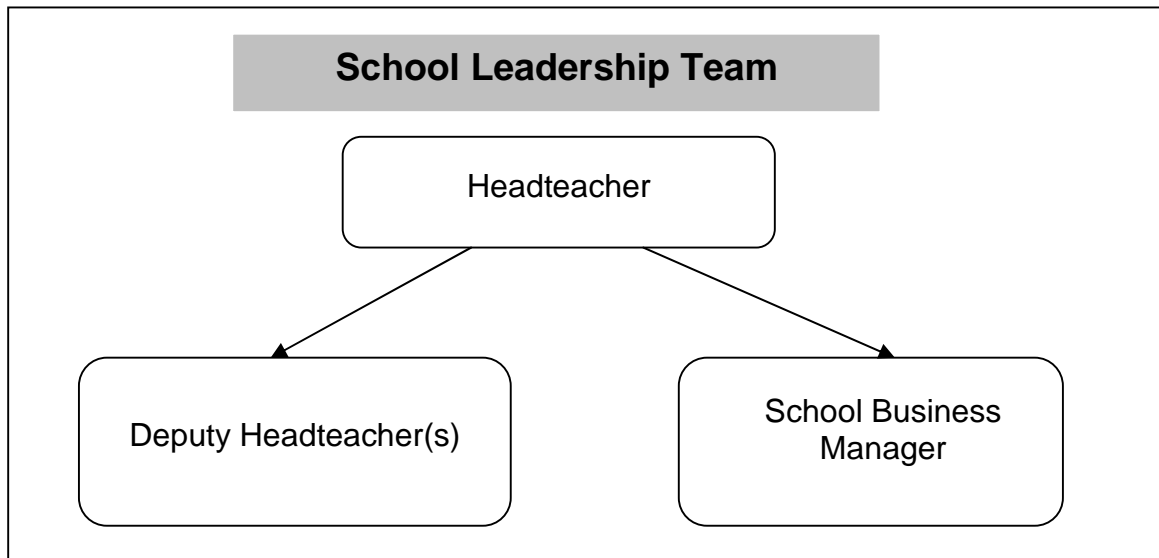 School Leadership Team
Headteacher
Deputy Headteacher(s)
School Business
Manager